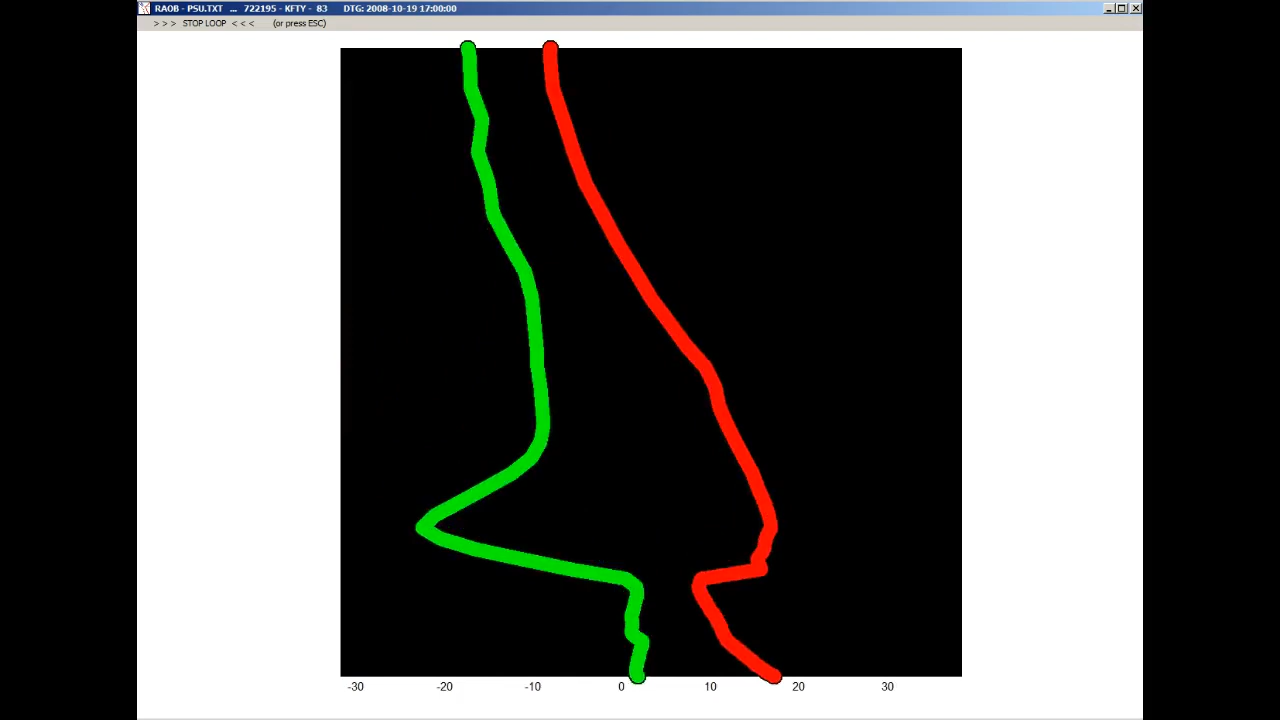 RAOB - PSU.TXT ... 722195 - KFTY - 83 DTG: 2008-10-19 17:00:00
> > > STOP LOOP < < < (or press ESC)
-30 -20 -10 0 10 20 30